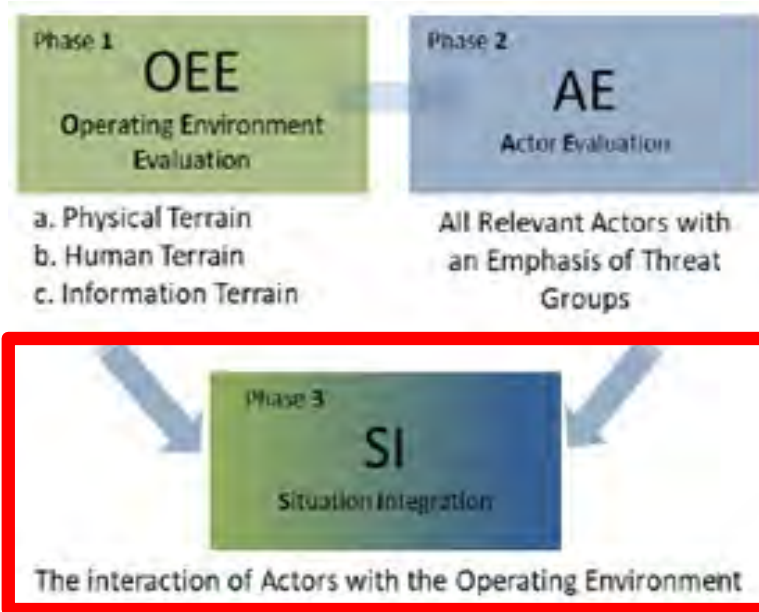 Phase 1
OEE
Operating Environment
Evaluation
a. Physical Terrain
b. Human Terrain
c. Information Terrain
Phase 2
AE
Actor Evaluation
All Relevant Actors with
an Emphasis of Threat
Groups
Phase 3
SI
Situation Integration
The interaction of Actors with the Operating Environment